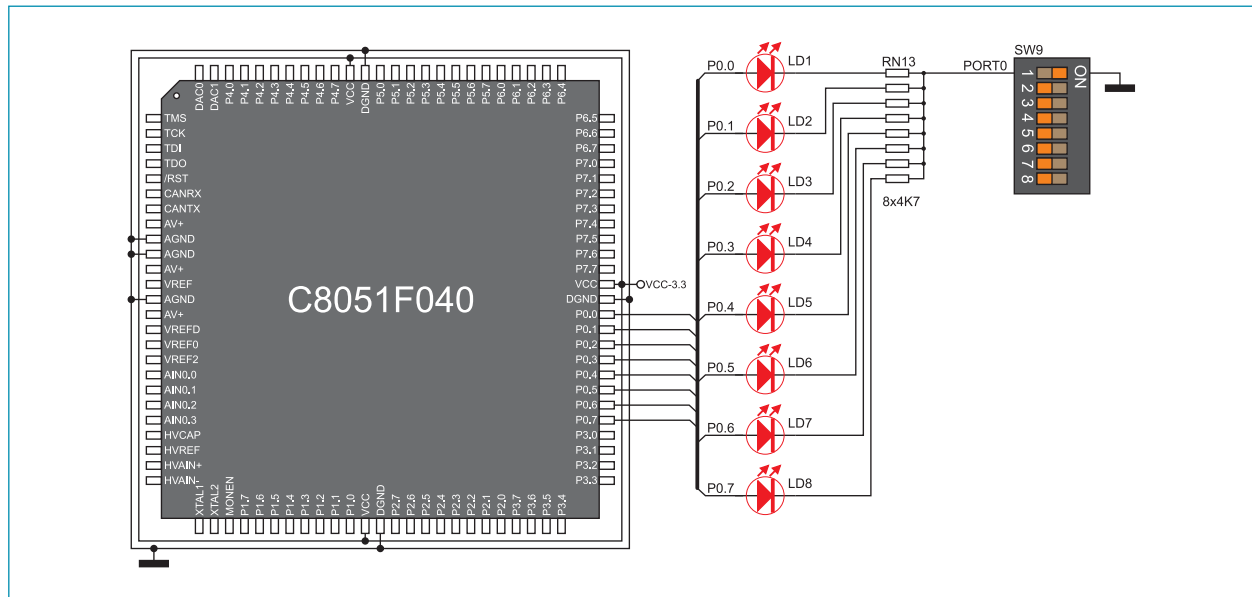 DAC0
DAC1
P4.0
P4.1
P4.2
P4.3
P4.4
P4.5
P4.6
P4.7
VCC
DGND
P5.0
P5.1
P5.2
P5.3
P5.4
P5.5
P5.6
P5.7
P6.0
P6.1
P6.2
P6.3
P6.4
TMS
TCK
TDI
TDO
/RST
CANRX
CANTX
AV+
AGND
AGND
AV+
VREF
AGND
AV+
VREFD
VREF0
VREF2
AIN0.0
AIN0.1
AIN0.2
AIN0.3
HVCAP
HVREF
HVAIN+
HVAIN-
C8051F040
P6.5
P6.6
P6.7
P7.0
P7.1
P7.2
P7.3
P7.4
P7.5
P7.6
P7.7
VCC
DGND
P0.0
P0.1
P0.2
P0.3
P0.4
P0.5
P0.6
P0.7
P3.0
P3.1
P3.2
P3.3
XTAL1
XTAL2
MONEN
P1.7
P1.6
P1.5
P1.4
P1.3
P1.2
P1.1
P1.0
VCC
DGND
P2.7
P2.6
P2.5
P2.4
P2.3
P2.2
P2.1
P2.0
P3.7
P3.6
P3.5
P3.4
VCC-3.3
P0.0
LD1
P0.1
LD2
P0.2
LD3
P0.3
LD4
P0.4
LD5
P0.5
LD6
P0.6
LD7
P0.7
LD8
RN13
8x4K7
PORT0
SW9
ON
1
2
3
4
5
6
7
8